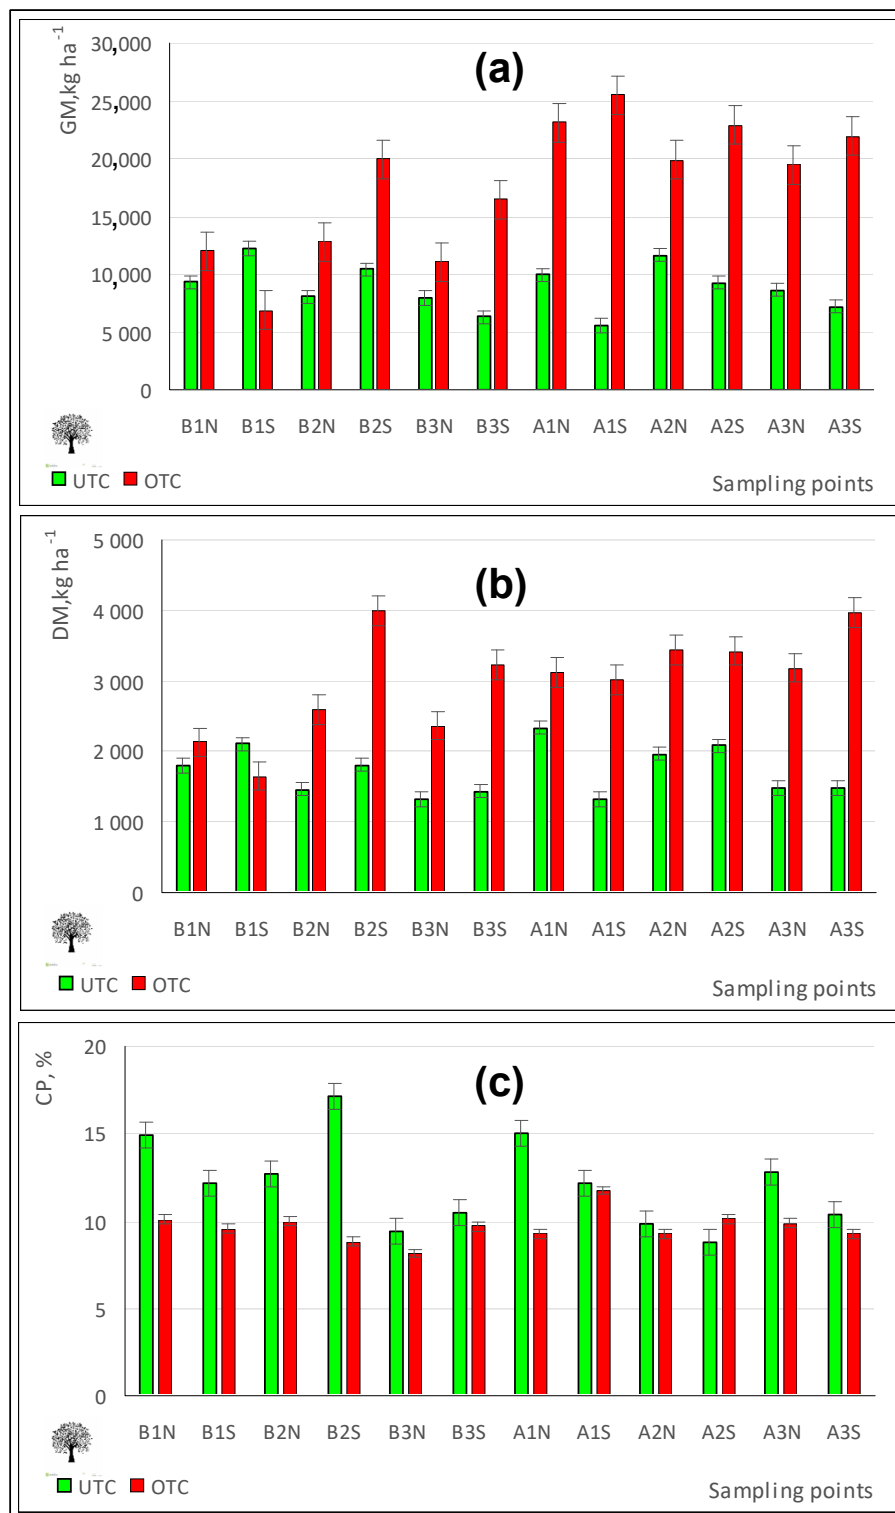 GM,kg ha-1
(a)
30,000
25,000
20,000
15,000
10,000
5 000
0
B1N B1S B2N B2S B3N B3S A1N A1S A2N A2S A3N A3S
UTC OTC
Sampling points
DM,kg ha-1
(b)
5 000
4 000
3 000
2 000
1 000
0
B1N B1S B2N B2S B3N B3S A1N A1S A2N A2S A3N A3S
UTC OTC
Sampling points
CP, %
(c)
20
15
10
5
0
B1N B1S B2N B2S B3N B3S A1N A1S A2N A2S A3N A3S
UTC OTC
Sampling points